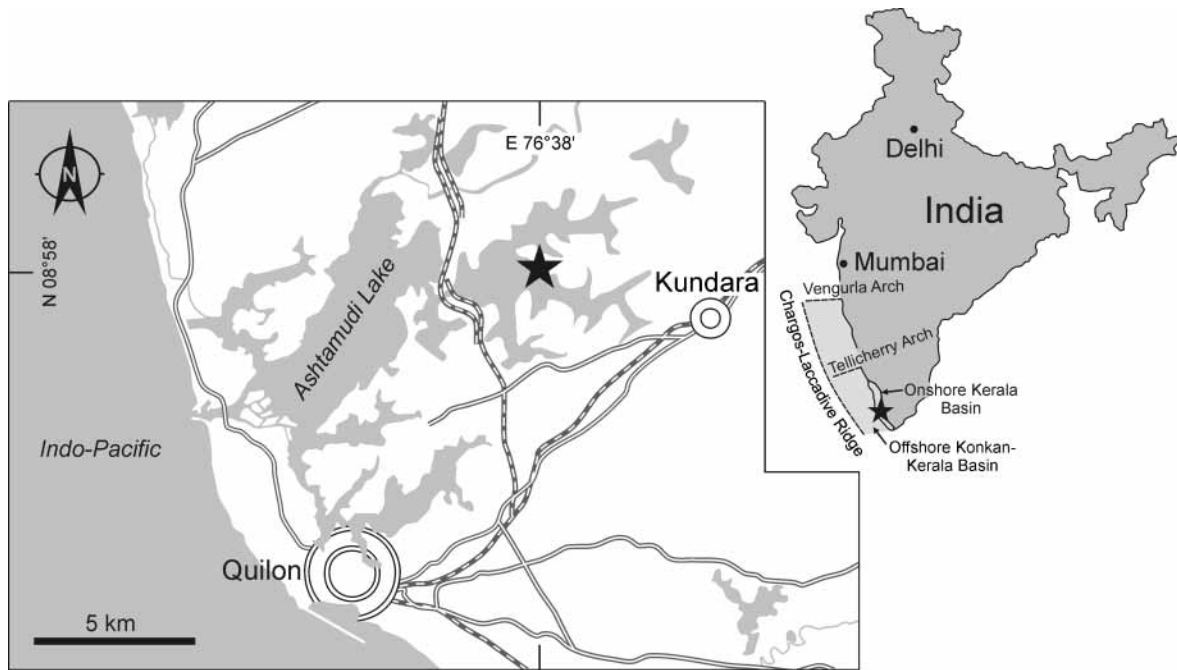 N
E 76°38'
N 08°58'
Ashtamudi Lake
Kundara
Indo-Pacific
Quilon
5 km
Delhi
India
Mumbai
Vengurla Arch
Chargos-Laccadive Ridge
Tellicherry Arch
Onshore Kerala
Basin
Offshore Konkan-
Kerala Basin